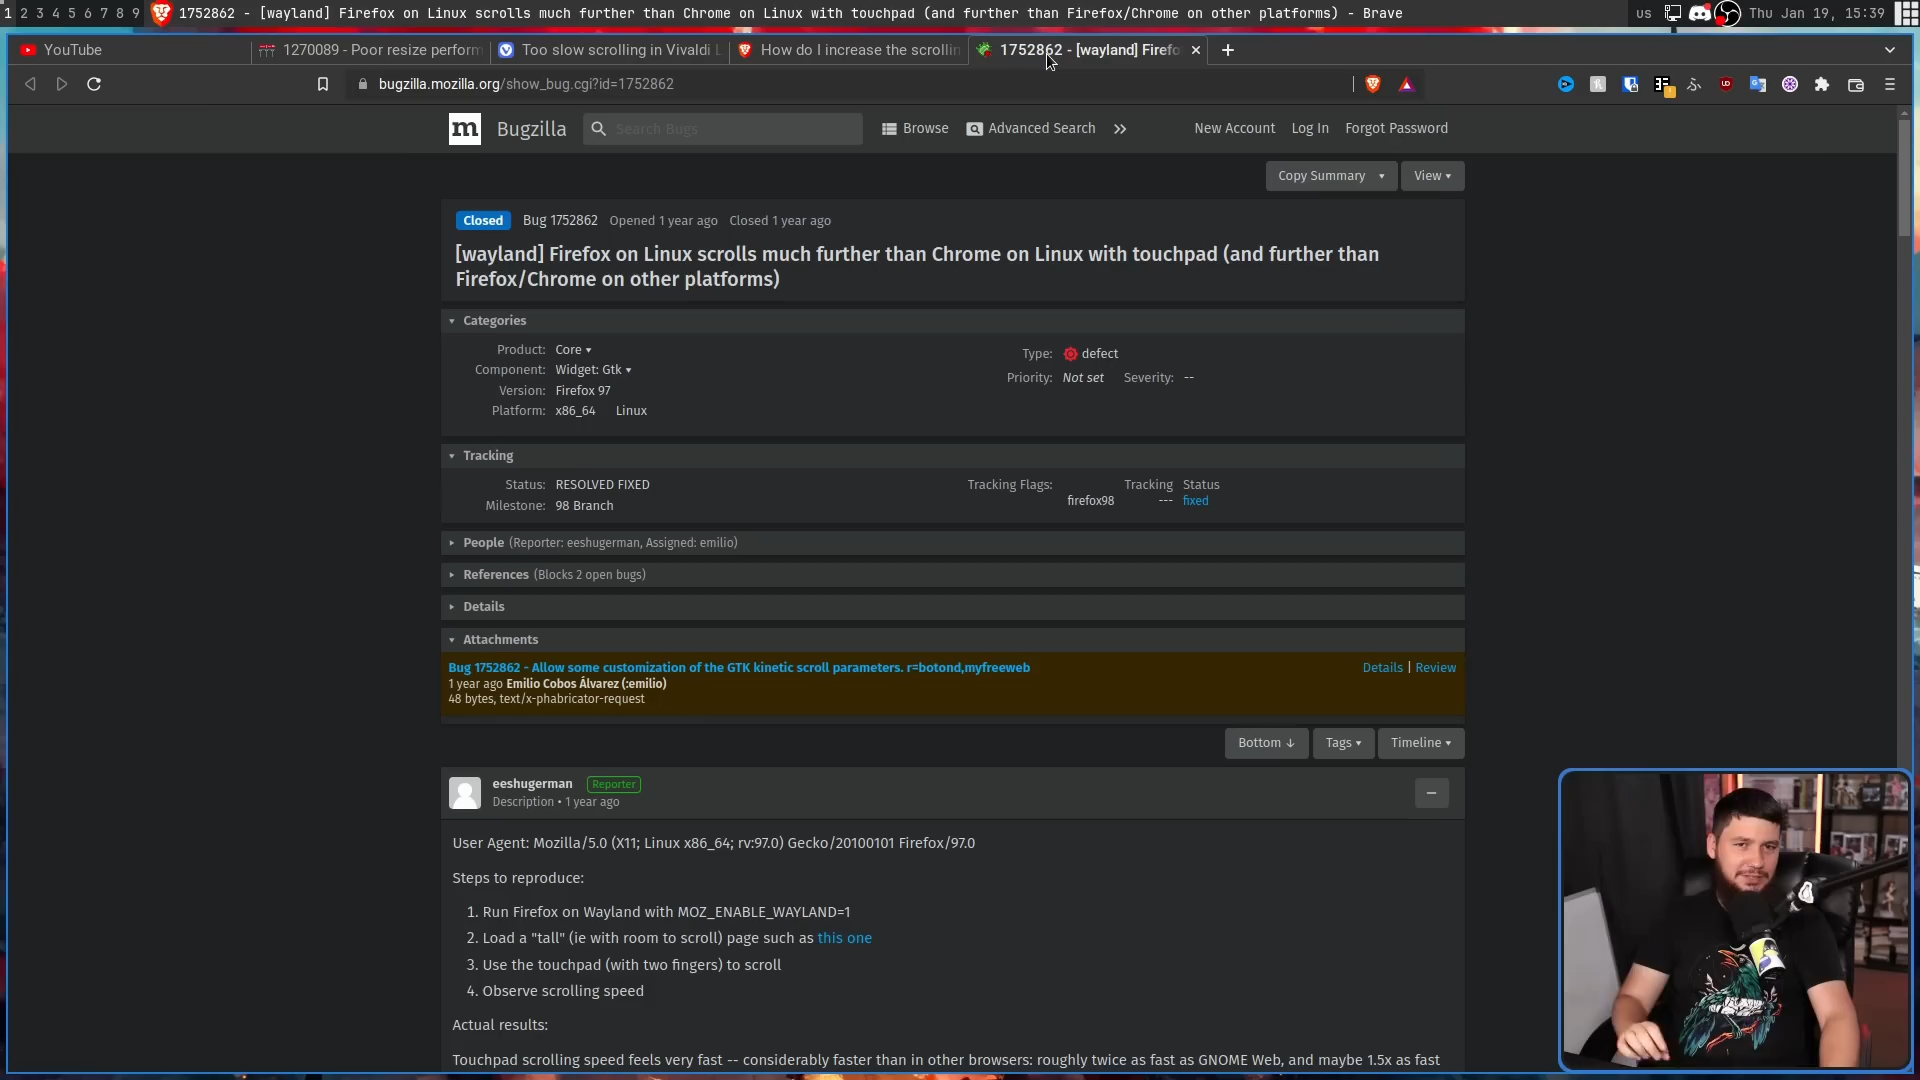 1 2 3 4 5 6 7 8 9 1752862 - [wayland] Firefox on Linux scrolls much further than Chrome on Linux with touchpad (and further than Firefox/Chrome on other platforms) - Brave us Thu Jan 19, 15:39
YouTube 1270089 - Poor resize perform Too slow scrolling in Vivaldi L How do I increase the scrollin 1752862 - [wayland] Firefo
bugzilla.mozilla.org/show_bug.cgi?id=1752862
m Bugzilla Search Bugs Browse Advanced Search New Account Log In Forgot Password
Copy Summary View
Closed Bug 1752862 Opened 1 year ago Closed 1 year ago
[wayland] Firefox on Linux scrolls much further than Chrome on Linux with touchpad (and further than
Firefox/Chrome on other platforms)
Categories
Product: Core
Component: Widget: Gtk
Version: Firefox 97
Platform: x86_64 Linux
Type: defect
Priority: Not set Severity: --
Tracking
Status: RESOLVED FIXED
Milestone: 98 Branch
Tracking Flags: Tracking Status
firefox98 --- fixed
People (Reporter: eeshugerman, Assigned: emilio)
References (Blocks 2 open bugs)
Details
Attachments
Bug 1752862 - Allow some customization of the GTK kinetic scroll parameters. r=botond,myfreeweb Details | Review
1 year ago Emilio Cobos Álvarez (:emilio)
48 bytes, text/x-phabricator-request
Bottom ↓ Tags Timeline
eeshugerman Reporter
Description • 1 year ago
User Agent: Mozilla/5.0 (X11; Linux x86_64; rv:97.0) Gecko/20100101 Firefox/97.0
Steps to reproduce:
1. Run Firefox on Wayland with MOZ_ENABLE_WAYLAND=1
2. Load a "tall" (ie with room to scroll) page such as this one
3. Use the touchpad (with two fingers) to scroll
4. Observe scrolling speed
Actual results:
Touchpad scrolling speed feels very fast -- considerably faster than in other browsers: roughly twice as fast as GNOME Web, and maybe 1.5x as fast